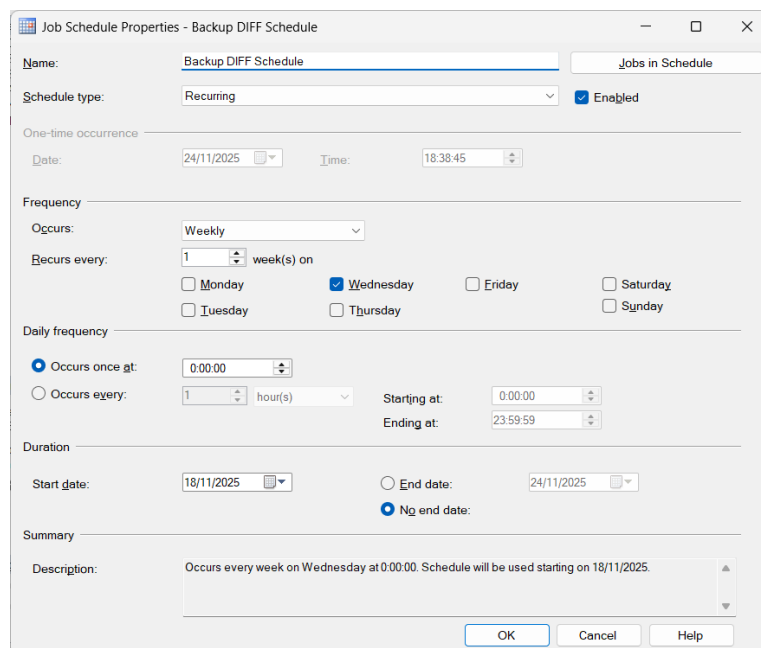 Job Schedule Properties - Backup DIFF Schedule
Name: Backup DIFF Schedule Jobs in Schedule
Schedule type: Recurring Enabled
One-time occurrence
Date: 24/11/2025 Time: 18:38:45
Frequency
Occurs: Weekly
Recurs every: 1 week(s) on
Monday Wednesday Friday Saturday
Tuesday Thursday Sunday
Daily frequency
Occurs once at: 0:00:00
Occurs every: 1 hour(s) Starting at: 0:00:00
Ending at: 23:59:59
Duration
Start date: 18/11/2025 End date: 24/11/2025
No end date:
Summary
Description: Occurs every week on Wednesday at 0:00:00. Schedule will be used starting on 18/11/2025.
OK Cancel Help